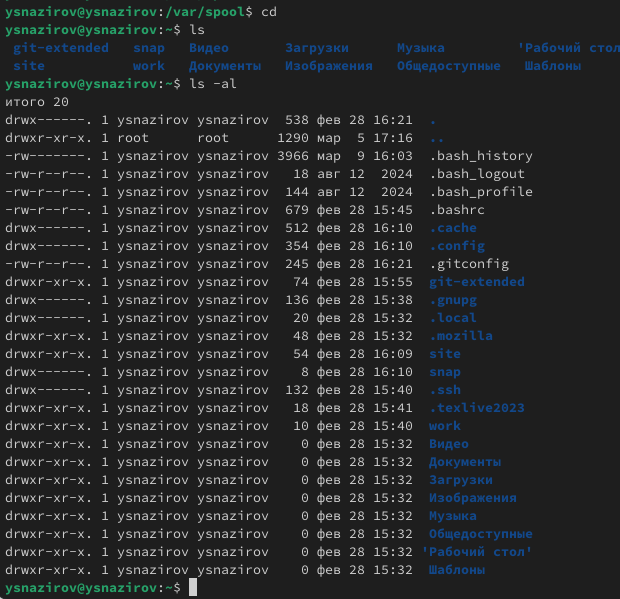 ysnazirov@ysnazirov:/var/spool$ cd
ysnazirov@ysnazirov:~$ ls
git-extended snap Видео Загрузки Музыка 'Рабочий стол
site work Документы Изображения Общедоступные Шаблоны
ysnazirov@ysnazirov:~$ ls -al
итого 20
drwx------. 1 ysnazirov ysnazirov 538 фев 28 16:21 .
drwxr-xr-x. 1 root root 1290 мар 5 17:16 ..
-rw-------. 1 ysnazirov ysnazirov 3966 мар 9 16:03 .bash_history
-rw-r--r--. 1 ysnazirov ysnazirov 18 авг 12 2024 .bash_logout
-rw-r--r--. 1 ysnazirov ysnazirov 144 авг 12 2024 .bash_profile
-rw-r--r--. 1 ysnazirov ysnazirov 679 фев 28 15:45 .bashrc
drwx------. 1 ysnazirov ysnazirov 512 фев 28 16:10 .cache
drwx------. 1 ysnazirov ysnazirov 354 фев 28 16:10 .config
-rw-r--r--. 1 ysnazirov ysnazirov 245 фев 28 16:21 .gitconfig
drwxr-xr-x. 1 ysnazirov ysnazirov 74 фев 28 15:55 git-extended
drwx------. 1 ysnazirov ysnazirov 136 фев 28 15:38 .gnupg
drwx------. 1 ysnazirov ysnazirov 20 фев 28 15:32 .local
drwxr-xr-x. 1 ysnazirov ysnazirov 48 фев 28 15:32 .mozilla
drwxr-xr-x. 1 ysnazirov ysnazirov 54 фев 28 16:09 site
drwx------. 1 ysnazirov ysnazirov 8 фев 28 16:10 snap
drwx------. 1 ysnazirov ysnazirov 132 фев 28 15:40 .ssh
drwxr-xr-x. 1 ysnazirov ysnazirov 18 фев 28 15:41 .texlive2023
drwxr-xr-x. 1 ysnazirov ysnazirov 10 фев 28 15:40 work
drwxr-xr-x. 1 ysnazirov ysnazirov 0 фев 28 15:32 Видео
drwxr-xr-x. 1 ysnazirov ysnazirov 0 фев 28 15:32 Документы
drwxr-xr-x. 1 ysnazirov ysnazirov 0 фев 28 15:32 Загрузки
drwxr-xr-x. 1 ysnazirov ysnazirov 0 фев 28 15:32 Изображения
drwxr-xr-x. 1 ysnazirov ysnazirov 0 фев 28 15:32 Музыка
drwxr-xr-x. 1 ysnazirov ysnazirov 0 фев 28 15:32 Общедоступные
drwxr-xr-x. 1 ysnazirov ysnazirov 0 фев 28 15:32 'Рабочий стол'
drwxr-xr-x. 1 ysnazirov ysnazirov 0 фев 28 15:32 Шаблоны
ysnazirov@ysnazirov:~$